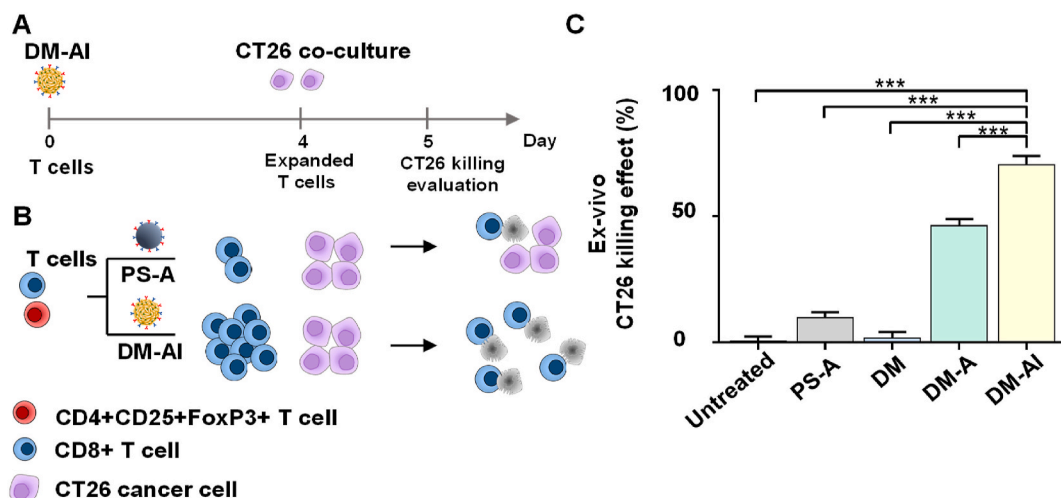 A
DM-AI
CT26 co-culture
0
4
5
Day
T cells
Expanded
T cells
CT26 killing
evaluation
B
T cells
PS-A
DM-AI
CD4+CD25+FoxP3+ T cell
CD8+ T cell
CT26 cancer cell
C
Ex-vivo
CT26 killing effect (%)
100
50
0
***
***
***
***
Untreated
PS-A
DM
DM-A
DM-AI